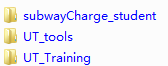 subwayCharge_student
UT_tools
UT_Training